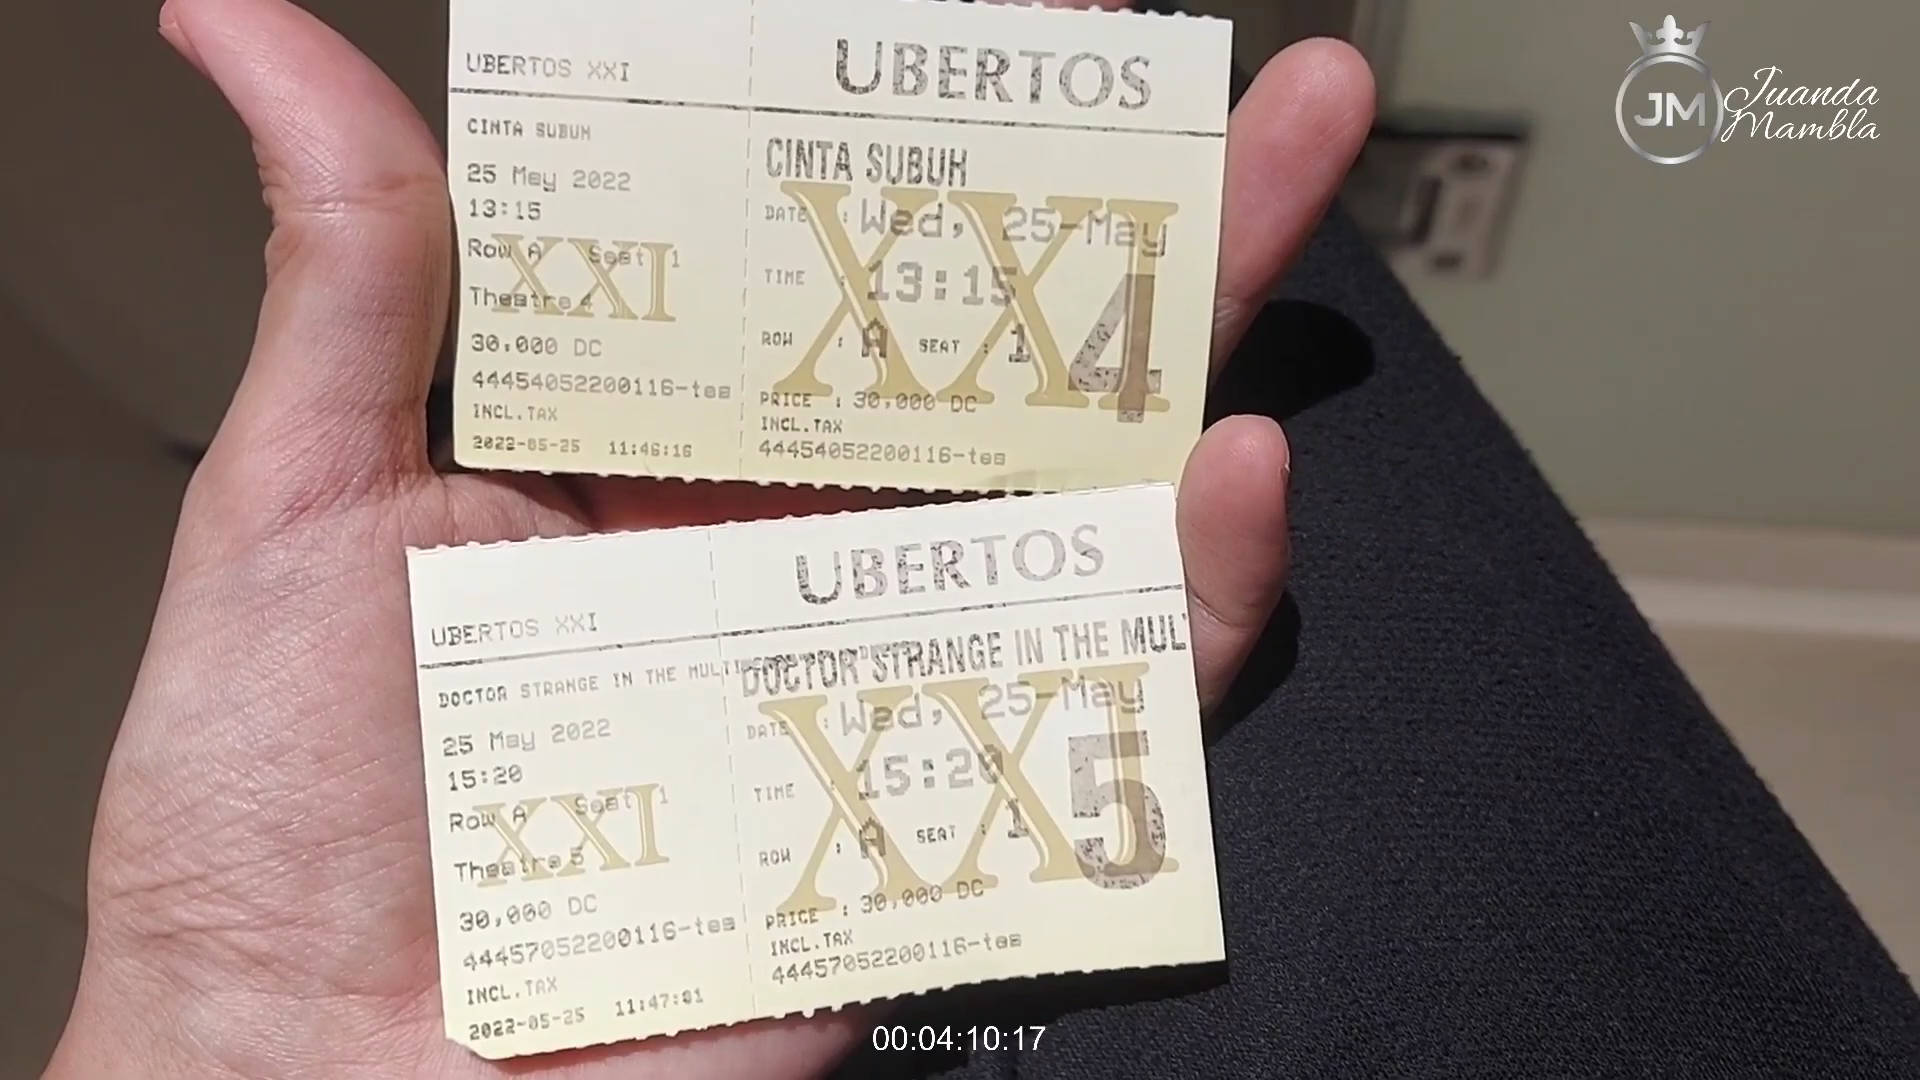 JM Juanda
Mambla
UBERTOS XXI
CINTA SUBUH
25 May 2022
13:15
Row A Seat 1
Theatre 4
30,000 DC
44454052200116-tes
INCL.TAX
2022-05-25 11:46:16
UBERTOS
CINTA SUBUH
DATE : Wed, 25-May
TIME : 13:15
ROW : A SEAT : 1
4
PRICE : 30,000 DC
INCL.TAX
44454052200116-tes
XXI
XXI
UBERTOS XXI
DOCTOR STRANGE IN THE MULTI
25 May 2022
15:20
Row A Seat 1
Theatre 5
30,000 DC
44457052200116-tes
INCL.TAX
2022-05-25 11:47:01
UBERTOS
DOCTOR STRANGE IN THE MUL
DATE : Wed, 25-May
TIME : 15:20
ROW : A SEAT : 1
5
PRICE : 30,000 DC
INCL.TAX
44457052200116-tes
XXI
XXI
00:04:10:17